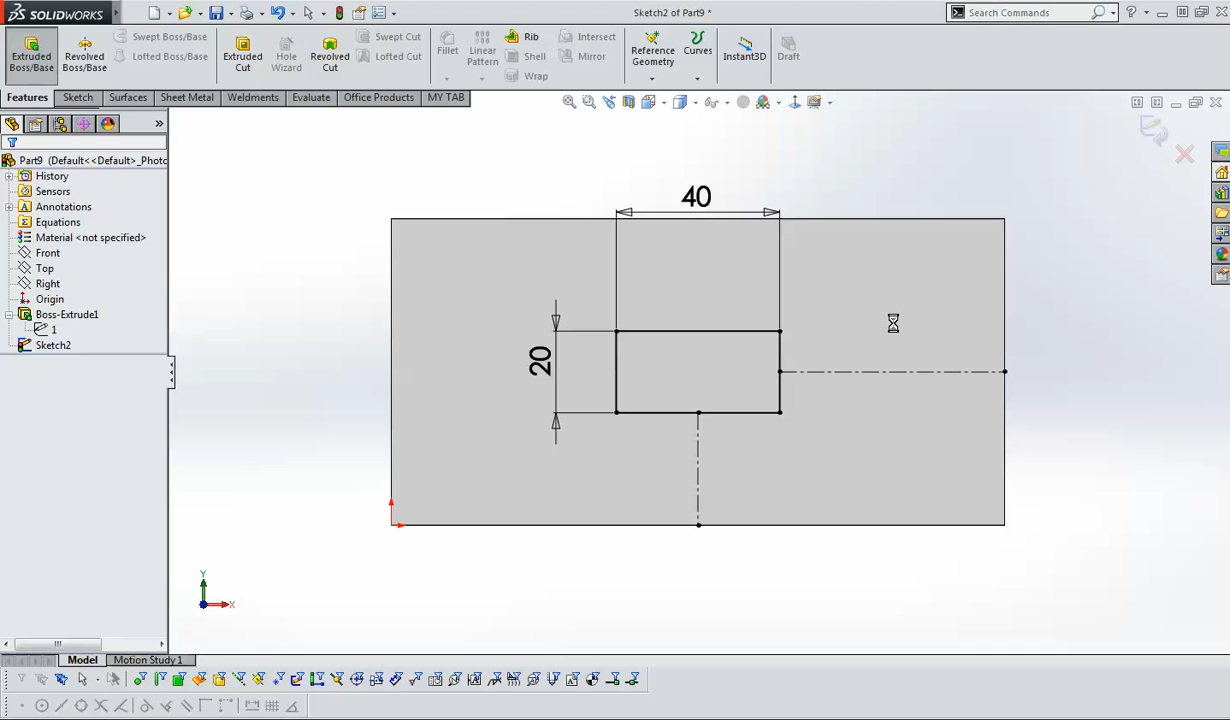 SOLIDWORKS
Sketch2 of Part9 *
Search Commands
Extruded Boss/Base
Revolved Boss/Base
Swept Boss/Base
Lofted Boss/Base
Extruded Cut
Hole Wizard
Revolved Cut
Swept Cut
Lofted Cut
Fillet
Linear Pattern
Rib
Shell
Wrap
Intersect
Mirror
Reference Geometry
Curves
Instant3D
Draft
Features
Sketch
Surfaces
Sheet Metal
Weldments
Evaluate
Office Products
MY TAB
Part9 (Default<<Default>_Photo
History
Sensors
Annotations
Equations
Material <not specified>
Front
Top
Right
Origin
Boss-Extrude1
1
Sketch2
40
20
Y
X
Model
Motion Study 1